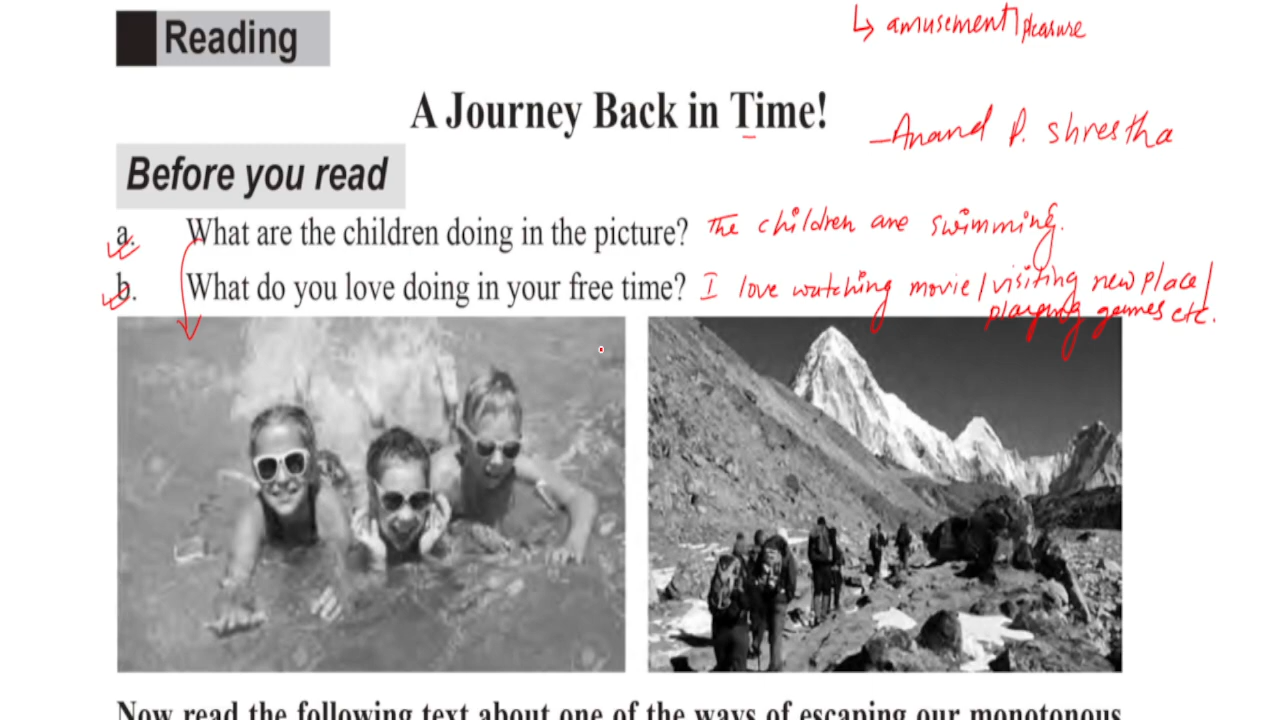 Reading
↳ amusement/pleasure
A Journey Back in Time!
- Anand P. shrestha
Before you read
a. What are the children doing in the picture? The children are swimming.
b. What do you love doing in your free time? I love watching movie/visiting new place/
playing games etc.
Now read the following text about one of the ways of escaping our monotonous